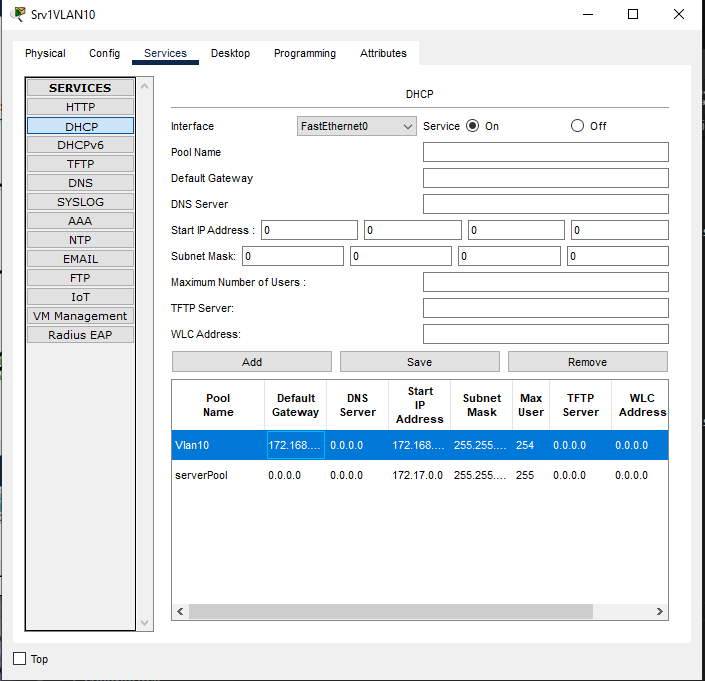 Srv1VLAN10
Physical Config Services Desktop Programming Attributes
SERVICES
HTTP
DHCP
DHCPv6
TFTP
DNS
SYSLOG
AAA
NTP
EMAIL
FTP
IoT
VM Management
Radius EAP
DHCP
Interface FastEthernet0 Service On Off
Pool Name
Default Gateway
DNS Server
Start IP Address : 0 0 0 0
Subnet Mask: 0 0 0 0
Maximum Number of Users :
TFTP Server:
WLC Address:
Add Save Remove
Pool Name Default Gateway DNS Server Start IP Address Subnet Mask Max User TFTP Server WLC Address
Vlan10 172.168.... 0.0.0.0 172.168.... 255.255.... 254 0.0.0.0 0.0.0.0
serverPool 0.0.0.0 0.0.0.0 172.17.0.0 255.255.... 255 0.0.0.0 0.0.0.0
Top